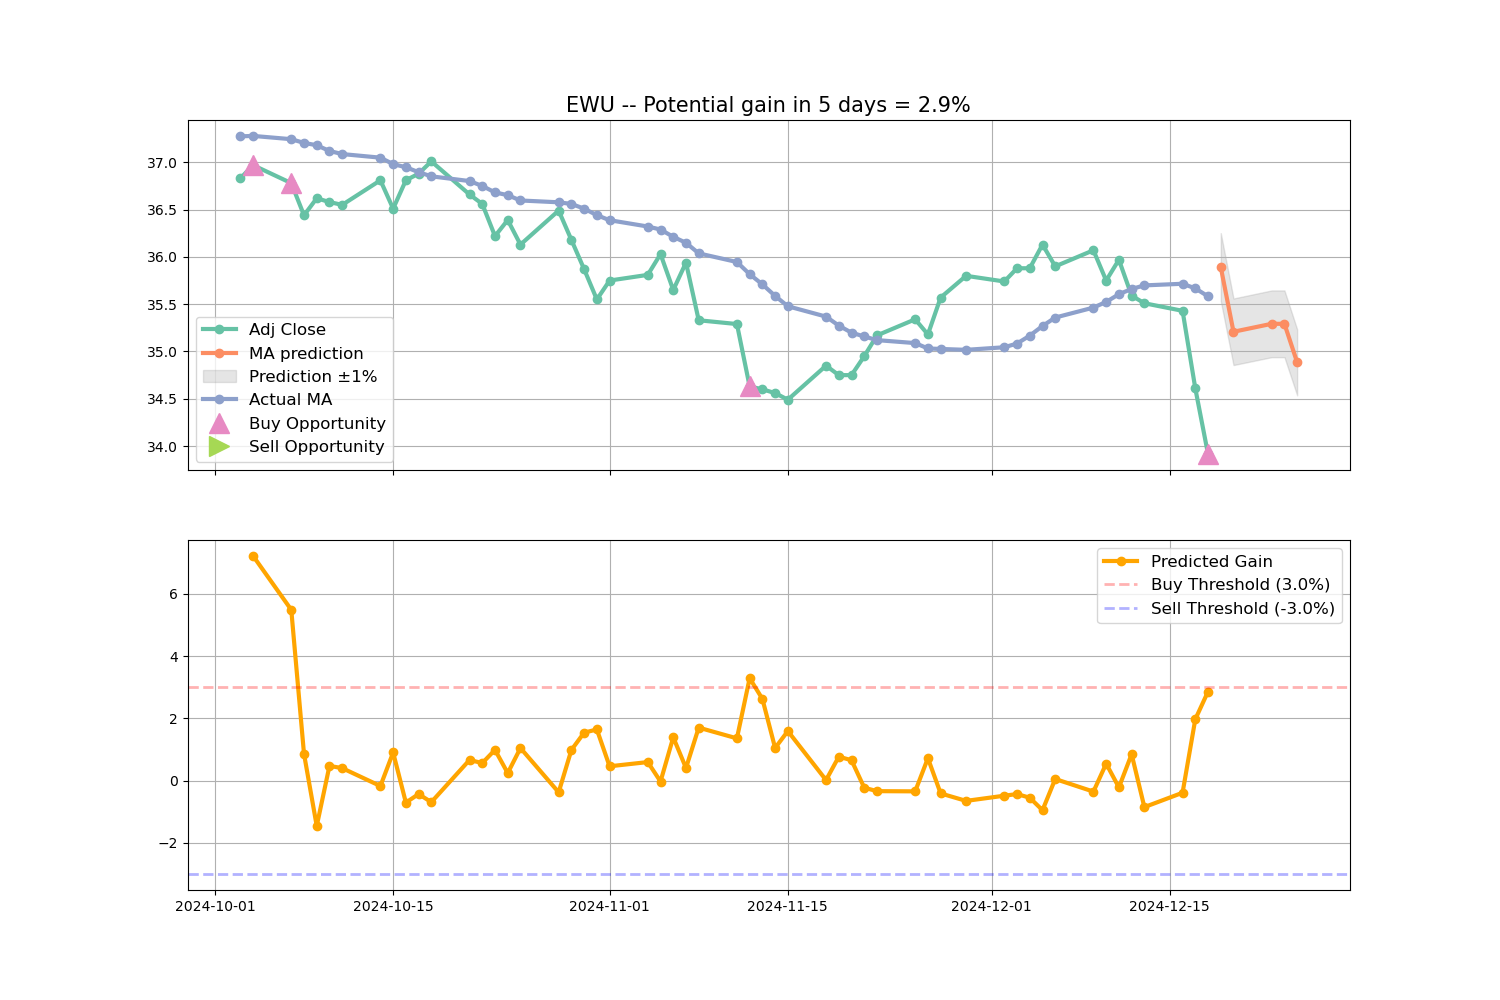 EWU -- Potential gain in 5 days = 2.9%
37.0
36.5
36.0
35.5
35.0
34.5
34.0
Adj Close
MA prediction
Prediction ±1%
Actual MA
Buy Opportunity
Sell Opportunity
6
4
2
0
−2
Predicted Gain
Buy Threshold (3.0%)
Sell Threshold (-3.0%)
2024-10-01
2024-10-15
2024-11-01
2024-11-15
2024-12-01
2024-12-15